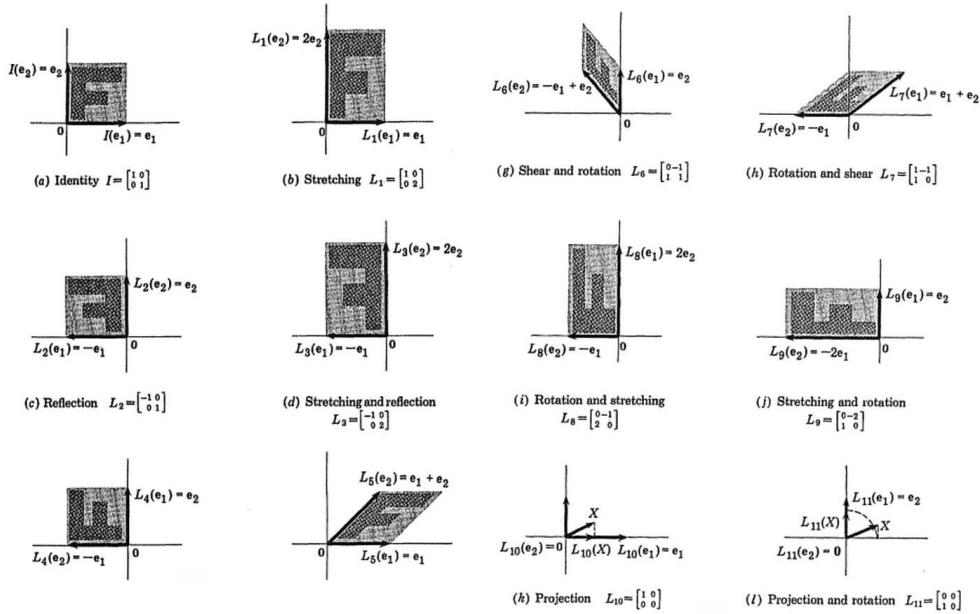 I(e₂) = e₂
0
I(e₁) = e₁
(a) Identity I = [1 0
0 1]
L₁(e₂) = 2e₂
0
L₁(e₁) = e₁
(b) Stretching L₁ = [1 0
0 2]
L₆(e₁) = e₂
L₆(e₂) = −e₁ + e₂
0
(g) Shear and rotation L₆ = [0 −1
1 1]
L₇(e₁) = e₁ + e₂
L₇(e₂) = −e₁
0
(h) Rotation and shear L₇ = [1 −1
1 0]
L₂(e₂) = e₂
L₂(e₁) = −e₁
0
(c) Reflection L₂ = [−1 0
0 1]
L₃(e₂) = 2e₂
L₃(e₁) = −e₁
0
(d) Stretching and reflection
L₃ = [−1 0
0 2]
L₈(e₁) = 2e₂
L₈(e₂) = −e₁
0
(i) Rotation and stretching
L₈ = [0 −1
2 0]
L₉(e₁) = e₂
L₉(e₂) = −2e₁
0
(j) Stretching and rotation
L₉ = [0 −2
1 0]
L₄(e₁) = e₂
L₄(e₂) = −e₁
0
L₅(e₂) = e₁ + e₂
0
L₅(e₁) = e₁
X
L₁₀(e₂) = 0
L₁₀(X)
L₁₀(e₁) = e₁
(k) Projection L₁₀ = [1 0
0 0]
L₁₁(e₁) = e₂
L₁₁(X)
X
L₁₁(e₂) = 0
(l) Projection and rotation L₁₁ = [0 0
1 0]